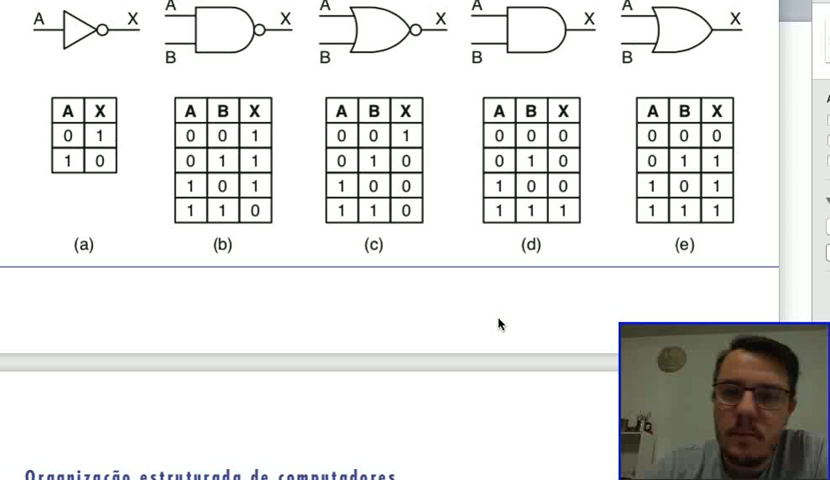 A X A B X A B X A B X A B X
A X
0 1
1 0
A B X
0 0 1
0 1 1
1 0 1
1 1 0
A B X
0 0 1
0 1 0
1 0 0
1 1 0
A B X
0 0 0
0 1 0
1 0 0
1 1 1
A B X
0 0 0
0 1 1
1 0 1
1 1 1
(a) (b) (c) (d) (e)
Organização estruturada de computadores